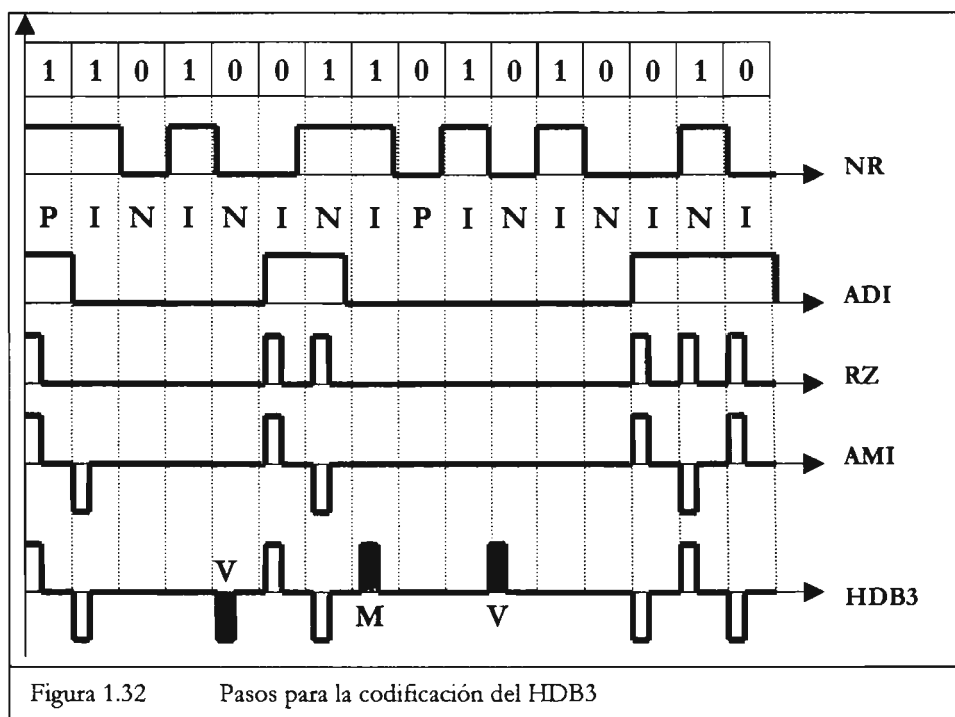 1 1 0 1 0 0 1 1 0 1 0 1 0 0 1 0
NR
P I N I N I N I P I N I N I N I
ADI
RZ
AMI
V
HDB3
M V
Figura 1.32 Pasos para la codificación del HDB3